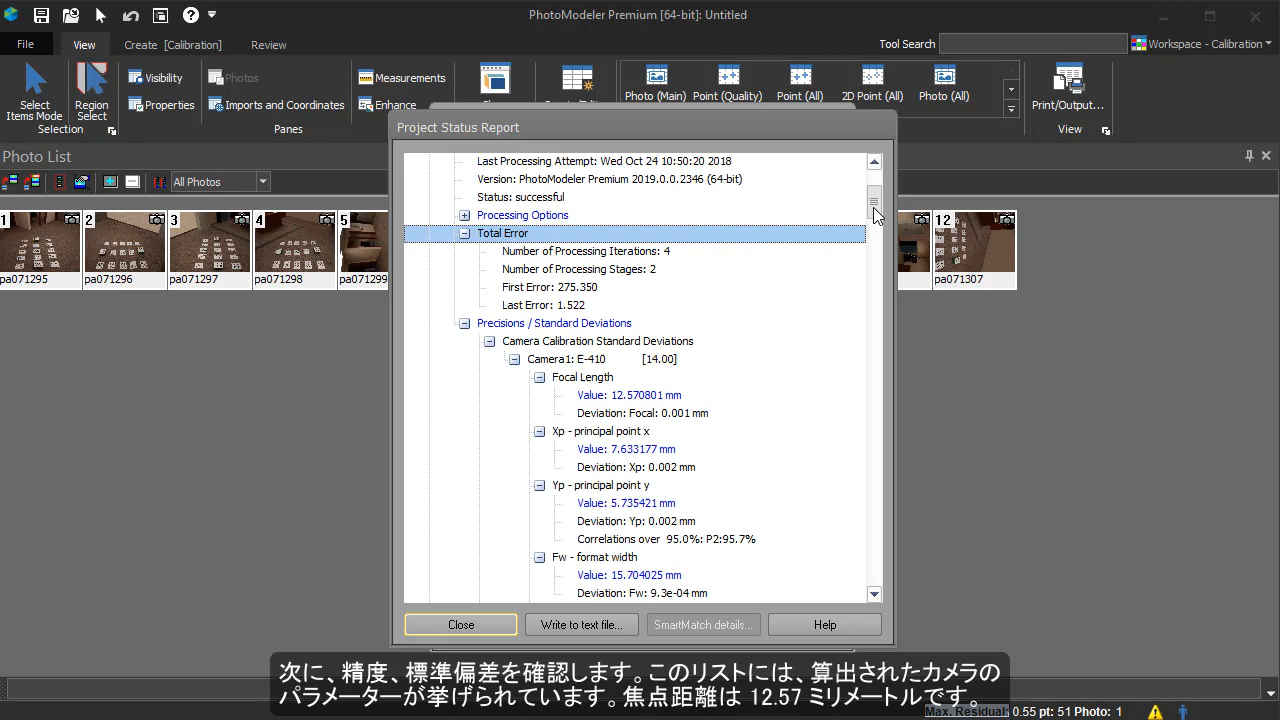 PhotoModeler Premium [64-bit]: Untitled
File
View
Create [Calibration]
Review
Tool Search
Workspace - Calibration
Select Items Mode
Region Select
Selection
Visibility
Properties
Photos
Imports and Coordinates
Panes
Measurements
Enhance
Photo (Main)
Point (Quality)
Point (All)
2D Point (All)
Photo (All)
Print/Output...
View
Photo List
All Photos
1
2
3
4
5
12
pa071295
pa071296
pa071297
pa071298
pa071299
pa071307
Project Status Report
Last Processing Attempt: Wed Oct 24 10:50:20 2018
Version: PhotoModeler Premium 2019.0.0.2346 (64-bit)
Status: successful
Processing Options
Total Error
Number of Processing Iterations: 4
Number of Processing Stages: 2
First Error: 275.350
Last Error: 1.522
Precisions / Standard Deviations
Camera Calibration Standard Deviations
Camera1: E-410 [14.00]
Focal Length
Value: 12.570801 mm
Deviation: Focal: 0.001 mm
Xp - principal point x
Value: 7.633177 mm
Deviation: Xp: 0.002 mm
Yp - principal point y
Value: 5.735421 mm
Deviation: Yp: 0.002 mm
Correlations over 95.0%: P2:95.7%
Fw - format width
Value: 15.704025 mm
Deviation: Fw: 9.3e-04 mm
Close
Write to text file...
SmartMatch details...
Help
次に、精度、標準偏差を確認します。このリストには、算出されたカメラの
パラメーターが挙げられています。焦点距離は 12.57 ミリメートルです。
Max. Residual: 0.55 pt: 51 Photo: 1